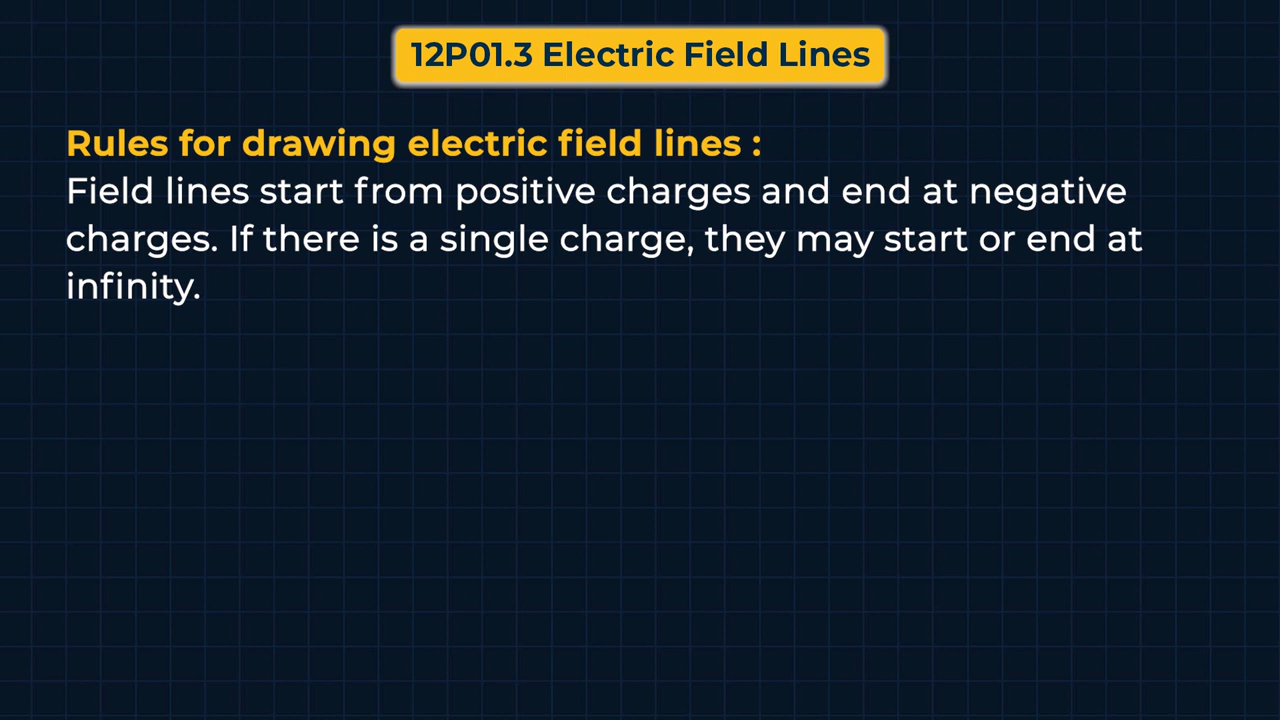 12P01.3 Electric Field Lines
Rules for drawing electric field lines :
Field lines start from positive charges and end at negative
charges. If there is a single charge, they may start or end at
infinity.